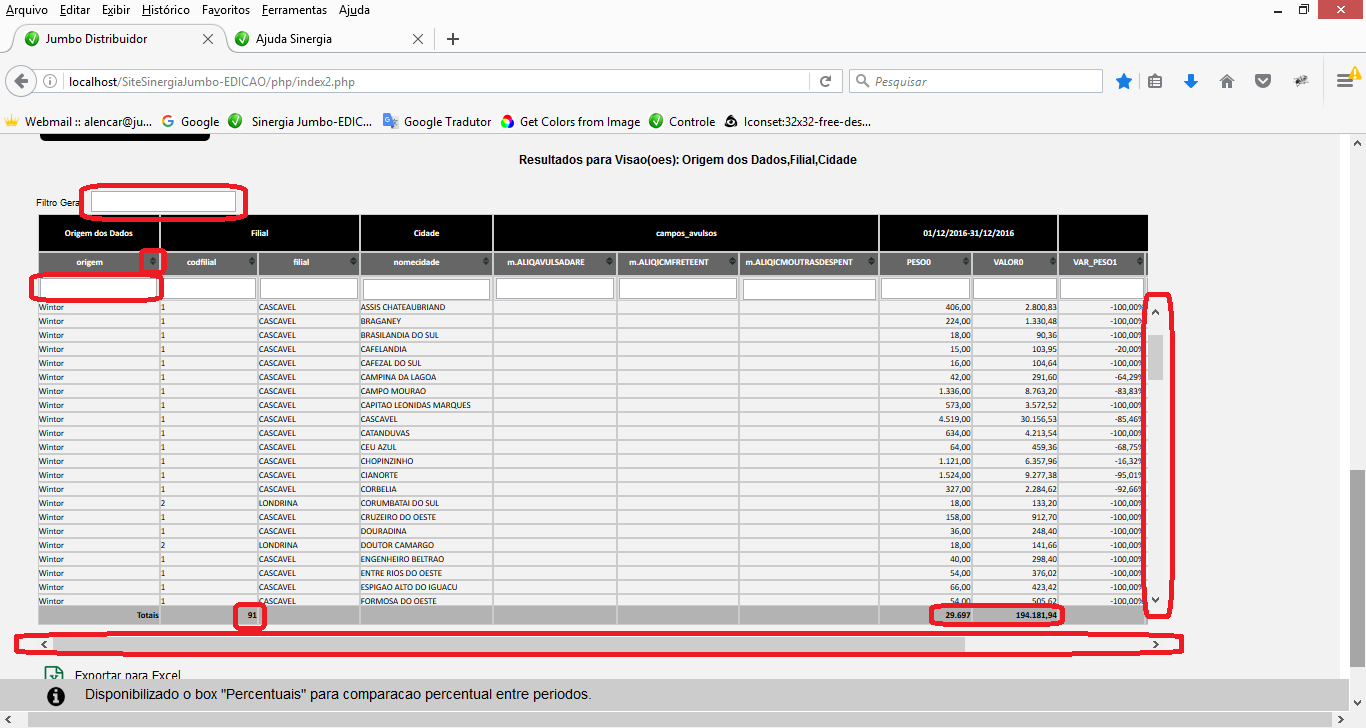 Arquivo Editar Exibir Histórico Favoritos Ferramentas Ajuda
Jumbo Distribuidor Ajuda Sinergia
localhost/SiteSinergiaJumbo-EDICAO/php/index2.php Pesquisar
Webmail :: alencar@ju... Google Sinergia Jumbo-EDIC... Google Tradutor Get Colors from Image Controle Iconset:32x32-free-des...
Resultados para Visao(oes): Origem dos Dados,Filial,Cidade
Filtro Gera
Origem dos Dados Filial Cidade campos_avulsos 01/12/2016-31/12/2016
origem codfilial filial nomecidade m.ALIQAVULSADARE m.ALIQICMFRETEENT m.ALIQICMOUTRASDESPENT PESO0 VALOR0 VAR_PESO1
Wintor 1 CASCAVEL ASSIS CHATEAUBRIAND 406,00 2.800,83 -100,00%
Wintor 1 CASCAVEL BRAGANEY 224,00 1.330,48 -100,00%
Wintor 1 CASCAVEL BRASILANDIA DO SUL 18,00 90,36 -100,00%
Wintor 1 CASCAVEL CAFELANDIA 15,00 103,95 -20,00%
Wintor 1 CASCAVEL CAFEZAL DO SUL 16,00 104,64 -100,00%
Wintor 1 CASCAVEL CAMPINA DA LAGOA 42,00 291,60 -64,29%
Wintor 1 CASCAVEL CAMPO MOURAO 1.336,00 8.763,20 -83,83%
Wintor 1 CASCAVEL CAPITAO LEONIDAS MARQUES 573,00 3.572,52 -100,00%
Wintor 1 CASCAVEL CASCAVEL 4.519,00 30.156,53 -85,46%
Wintor 1 CASCAVEL CATANDUVAS 634,00 4.213,54 -100,00%
Wintor 1 CASCAVEL CEU AZUL 64,00 459,36 -68,75%
Wintor 1 CASCAVEL CHOPINZINHO 1.121,00 6.357,96 -16,32%
Wintor 1 CASCAVEL CIANORTE 1.524,00 9.277,38 -95,01%
Wintor 1 CASCAVEL CORBELIA 327,00 2.284,62 -92,66%
Wintor 2 LONDRINA CORUMBATAI DO SUL 18,00 133,20 -100,00%
Wintor 1 CASCAVEL CRUZEIRO DO OESTE 158,00 912,70 -100,00%
Wintor 1 CASCAVEL DOURADINA 36,00 248,40 -100,00%
Wintor 2 LONDRINA DOUTOR CAMARGO 18,00 141,66 -100,00%
Wintor 1 CASCAVEL ENGENHEIRO BELTRAO 40,00 298,40 -100,00%
Wintor 1 CASCAVEL ENTRE RIOS DO OESTE 54,00 376,02 -100,00%
Wintor 1 CASCAVEL ESPIGAO ALTO DO IGUACU 66,00 423,42 -100,00%
Wintor 1 CASCAVEL FORMOSA DO OESTE 54,00 505,62 -100,00%
Totais 91 29.697 194.181,94
Exportar para Excel
Disponibilizado o box "Percentuais" para comparacao percentual entre periodos.